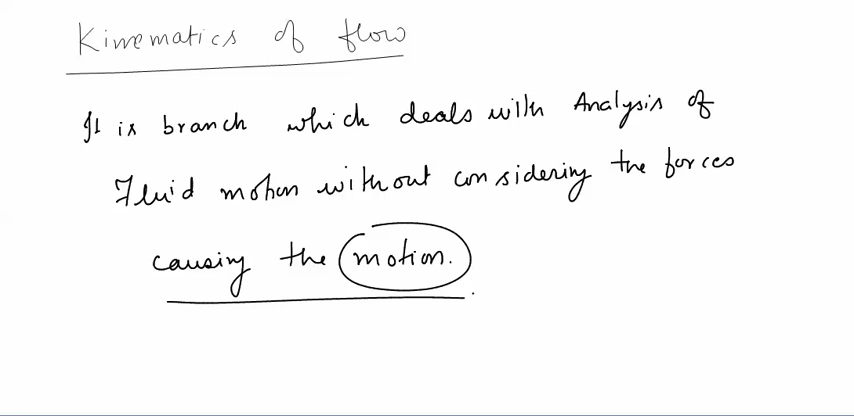 Kinematics of flow
It is branch which deals with Analysis of
Fluid motion without considering the forces
causing the motion.